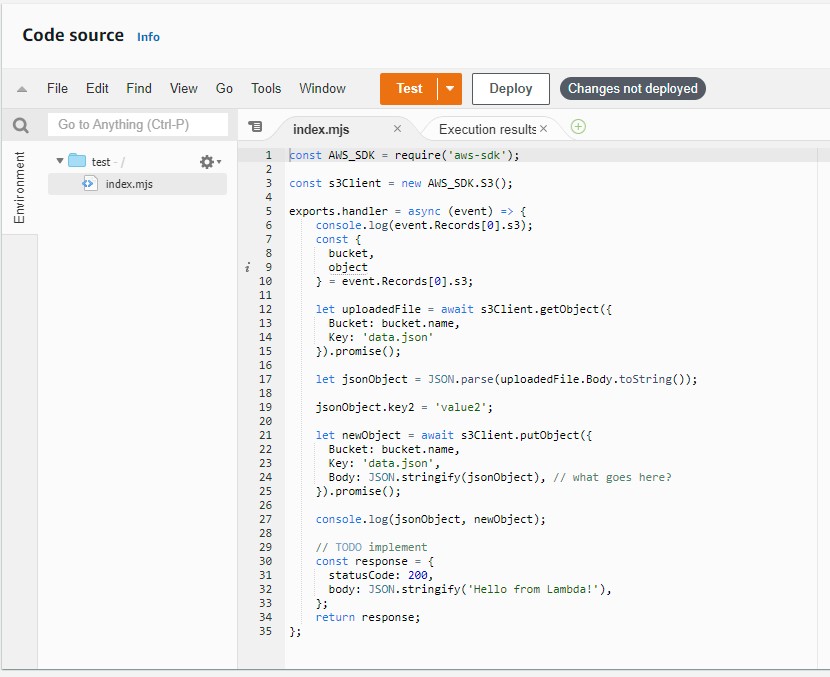 Code source Info
File Edit Find View Go Tools Window Test Deploy Changes not deployed
Go to Anything (Ctrl-P)
index.mjs
Execution results
Environment
test - /
index.mjs
1 const AWS_SDK = require('aws-sdk');
2
3 const s3Client = new AWS_SDK.S3();
4
5 exports.handler = async (event) => {
6 console.log(event.Records[0].s3);
7 const {
8 bucket,
i 9 object
10 } = event.Records[0].s3;
11
12 let uploadedFile = await s3Client.getObject({
13 Bucket: bucket.name,
14 Key: 'data.json'
15 }).promise();
16
17 let jsonObject = JSON.parse(uploadedFile.Body.toString());
18
19 jsonObject.key2 = 'value2';
20
21 let newObject = await s3Client.putObject({
22 Bucket: bucket.name,
23 Key: 'data.json',
24 Body: JSON.stringify(jsonObject), // what goes here?
25 }).promise();
26
27 console.log(jsonObject, newObject);
28
29 // TODO implement
30 const response = {
31 statusCode: 200,
32 body: JSON.stringify('Hello from Lambda!'),
33 };
34 return response;
35 };